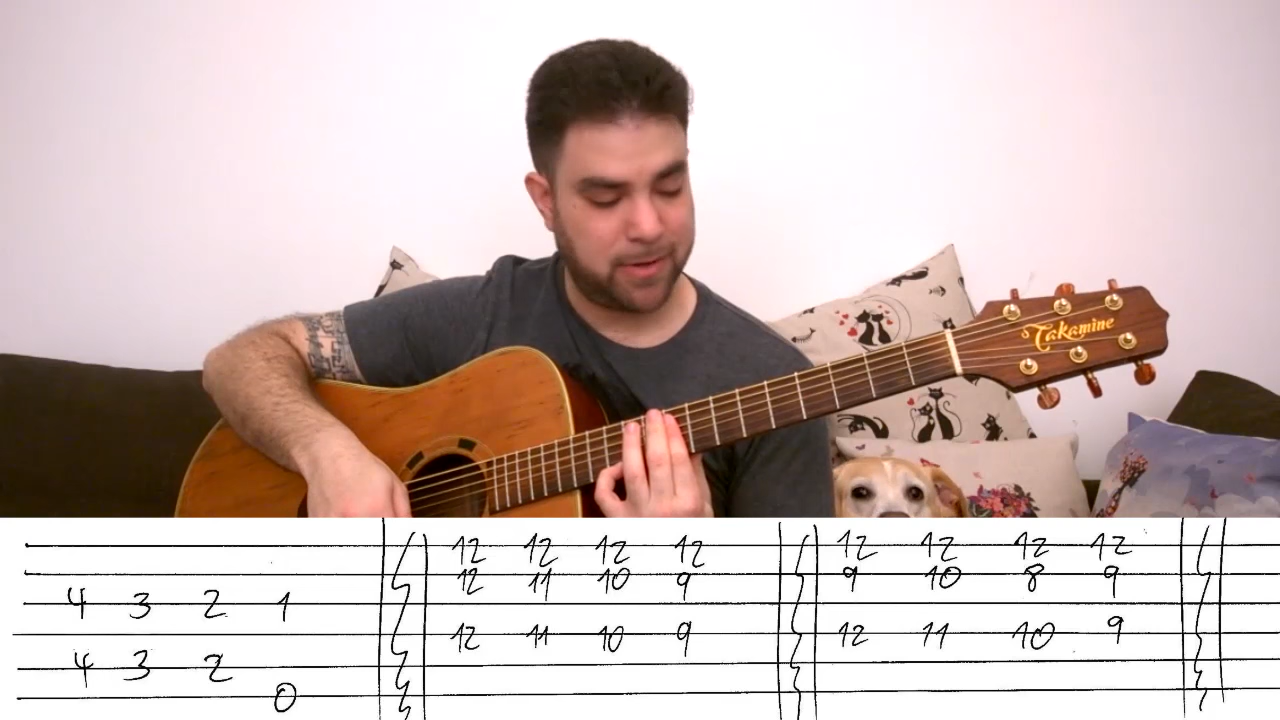 Takamine
12 12 12 12 12 12 12 12
12 11 10 9 9 10 8 9
4 3 2 1
12 11 10 9 12 11 10 9
4 3 2
0